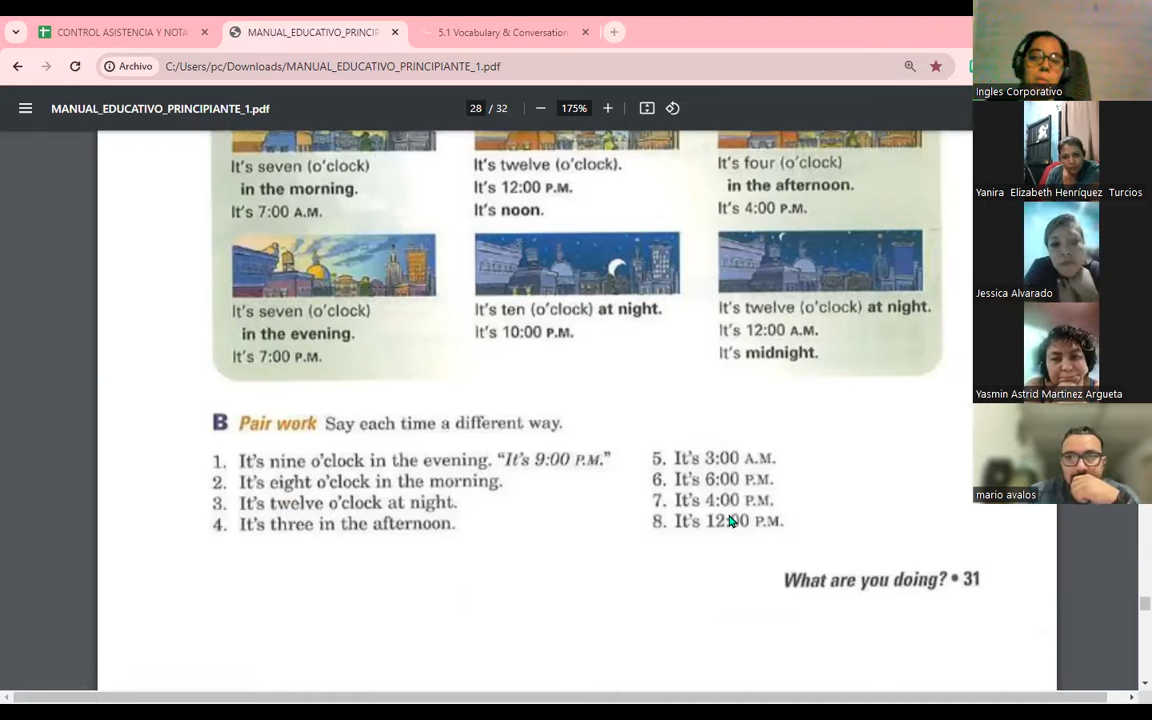 CONTROL ASISTENCIA Y NOTA
MANUAL_EDUCATIVO_PRINCIPI
5.1 Vocabulary & Conversation
Archivo
C:/Users/pc/Downloads/MANUAL_EDUCATIVO_PRINCIPIANTE_1.pdf
MANUAL_EDUCATIVO_PRINCIPIANTE_1.pdf
28 / 32
175%
It's seven (o'clock)
in the morning.
It's 7:00 A.M.
It's twelve (o'clock).
It's 12:00 P.M.
It's noon.
It's four (o'clock)
in the afternoon.
It's 4:00 P.M.
It's seven (o'clock)
in the evening.
It's 7:00 P.M.
It's ten (o'clock) at night.
It's 10:00 P.M.
It's twelve (o'clock) at night.
It's 12:00 A.M.
It's midnight.
B Pair work Say each time a different way.
1. It's nine o'clock in the evening. "It's 9:00 P.M."
2. It's eight o'clock in the morning.
3. It's twelve o'clock at night.
4. It's three in the afternoon.
5. It's 3:00 A.M.
6. It's 6:00 P.M.
7. It's 4:00 P.M.
8. It's 12:00 P.M.
What are you doing? • 31
Ingles Corporativo
Yanira Elizabeth Henríquez Turcios
Jessica Alvarado
Yasmin Astrid Martinez Argueta
mario avalos